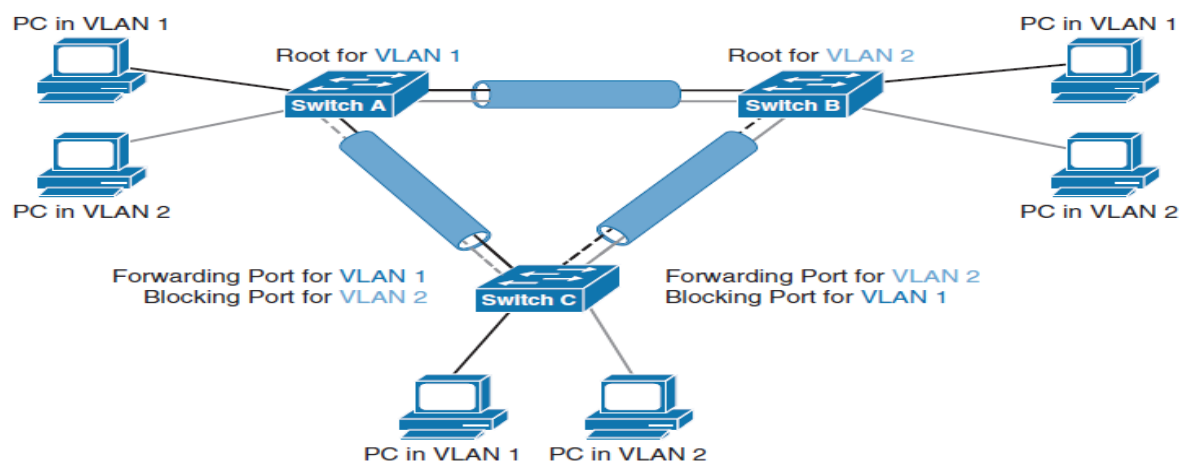 PC in VLAN 1
PC in VLAN 1
Root for VLAN 1
Root for VLAN 2
Switch A
Switch B
PC in VLAN 2
PC in VLAN 2
Forwarding Port for VLAN 1
Blocking Port for VLAN 2
Forwarding Port for VLAN 2
Blocking Port for VLAN 1
Switch C
PC in VLAN 1
PC in VLAN 2